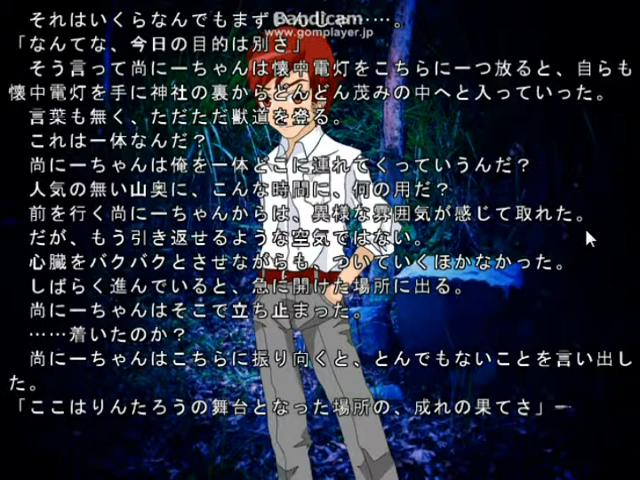 それはいくらなんでもまずいんじゃ……。
Bandicam
www.gomplayer.jp
「なんてな、今日の目的は別さ」
そう言って尚に一ちゃんは懐中電灯をこちらに一つ放ると、自らも
懐中電灯を手に神社の裏からどんどん茂みの中へと入っていった。
言葉も無く、ただただ獣道を登る。
これは一体なんだ？
尚に一ちゃんは俺を一体どこに連れてくっていうんだ？
人気の無い山奥に、こんな時間に、何の用だ？
前を行く尚に一ちゃんからは、異様な雰囲気が感じて取れた。
だが、もう引き返せるような空気ではない。
心臓をバクバクとさせながらも、ついていくほかなかった。
しばらく進んでいると、急に開けた場所に出る。
尚に一ちゃんはそこで立ち止まった。
……着いたのか？
尚に一ちゃんはこちらに振り向くと、とんでもないことを言い出し
た。
「ここはりんたろうの舞台となった場所の、成れの果てさ」